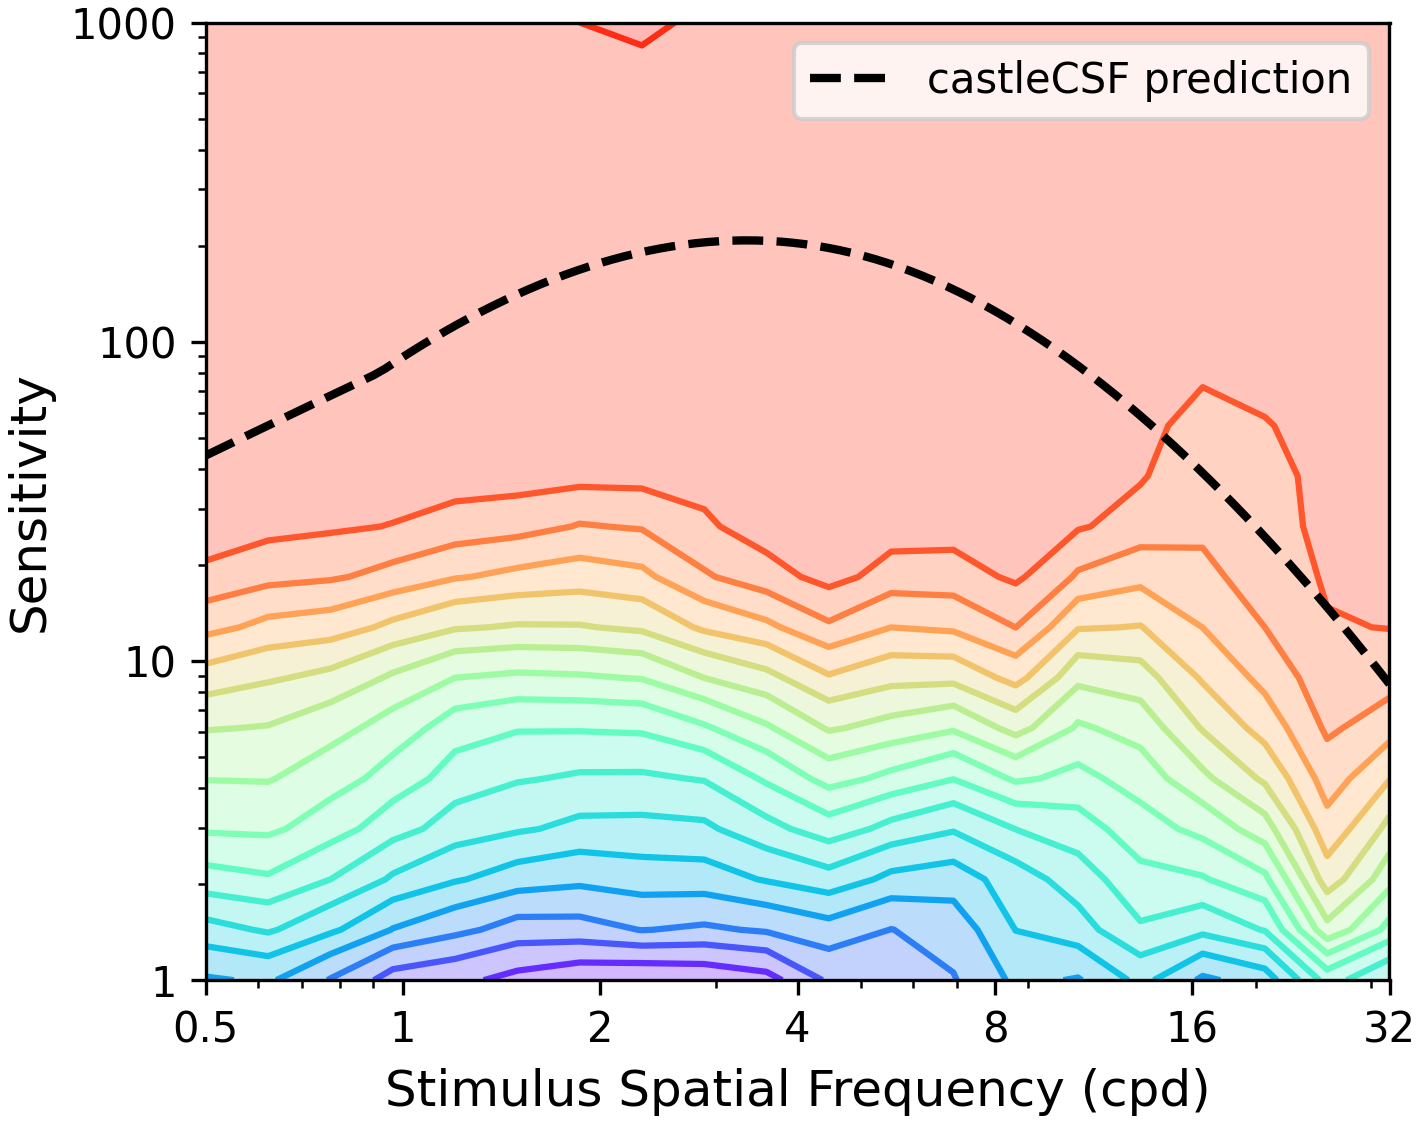 1000
castleCSF prediction
100
Sensitivity
10
1
0.5 1 2 4 8 16 32
Stimulus Spatial Frequency (cpd)